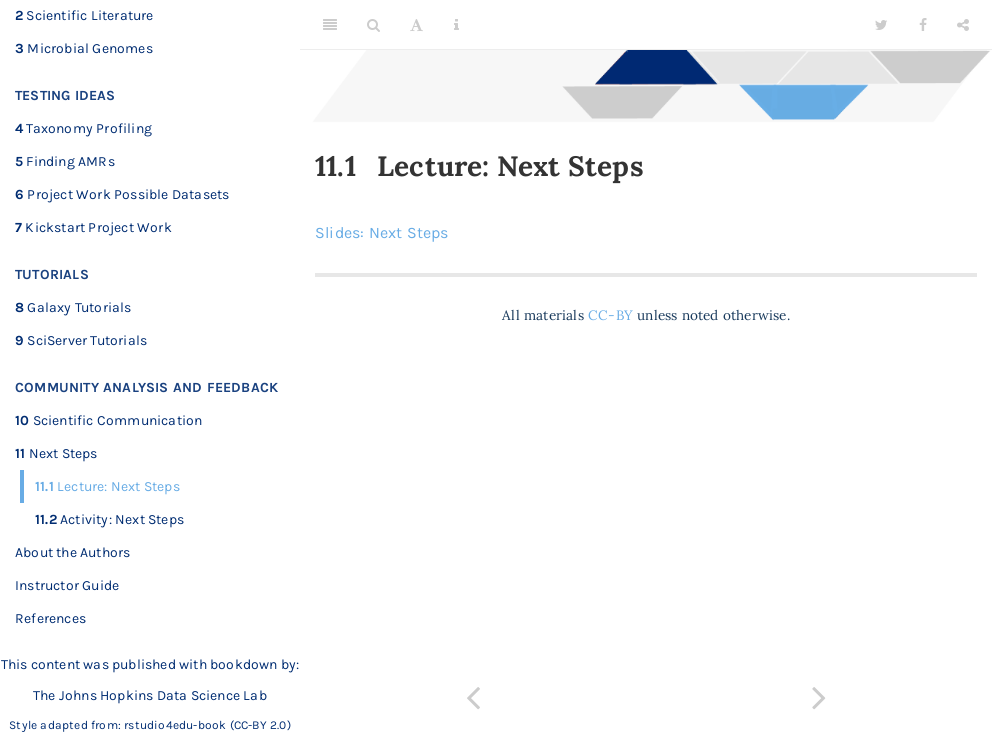 2 Scientific Literature
3 Microbial Genomes
TESTING IDEAS
4 Taxonomy Profiling
5 Finding AMRs
6 Project Work Possible Datasets
7 Kickstart Project Work
TUTORIALS
8 Galaxy Tutorials
9 SciServer Tutorials
COMMUNITY ANALYSIS AND FEEDBACK
10 Scientific Communication
11 Next Steps
11.1 Lecture: Next Steps
11.2 Activity: Next Steps
About the Authors
Instructor Guide
References
This content was published with bookdown by:
The Johns Hopkins Data Science Lab
Style adapted from: rstudio4edu-book (CC-BY 2.0)
11.1 Lecture: Next Steps
Slides: Next Steps
All materials CC-BY unless noted otherwise.